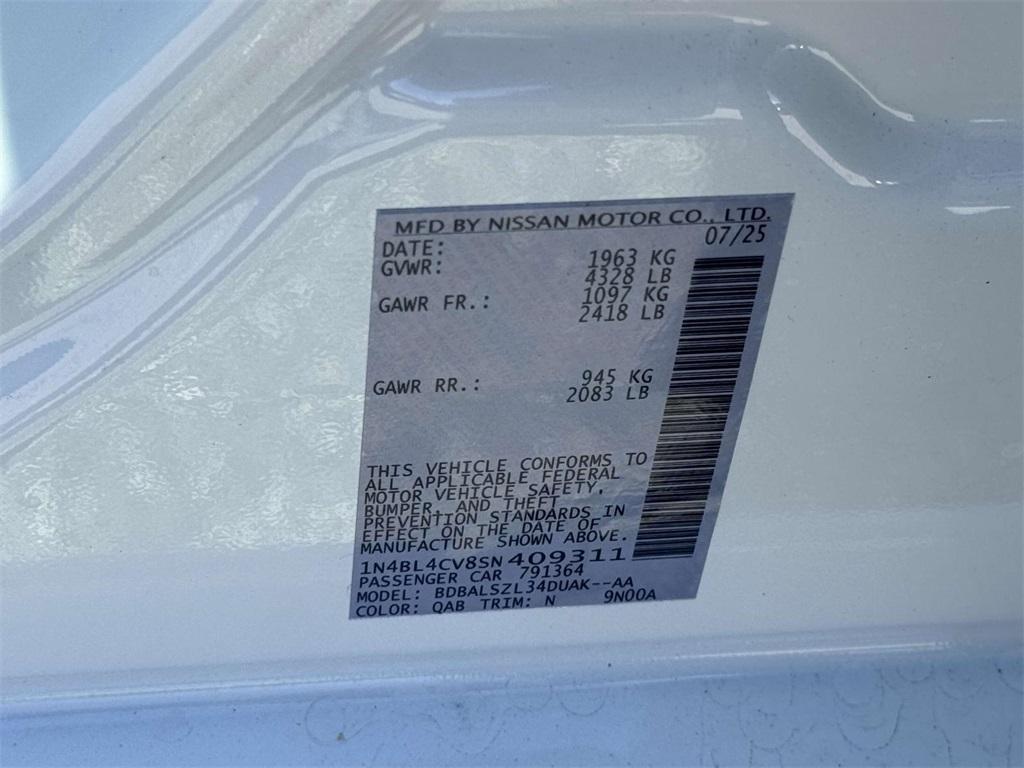 MFD BY NISSAN MOTOR CO., LTD.
DATE: 07/25
GVWR: 1963 KG
4328 LB
GAWR FR.: 1097 KG
2418 LB
GAWR RR.: 945 KG
2083 LB
THIS VEHICLE CONFORMS TO
ALL APPLICABLE FEDERAL
MOTOR VEHICLE SAFETY,
BUMPER, AND THEFT
PREVENTION STANDARDS IN
EFFECT ON THE DATE OF
MANUFACTURE SHOWN ABOVE.
1N4BL4CV8SN409311
PASSENGER CAR 791364
MODEL: BDBALSZL34DUAK--AA
COLOR: QAB TRIM: N 9N00A